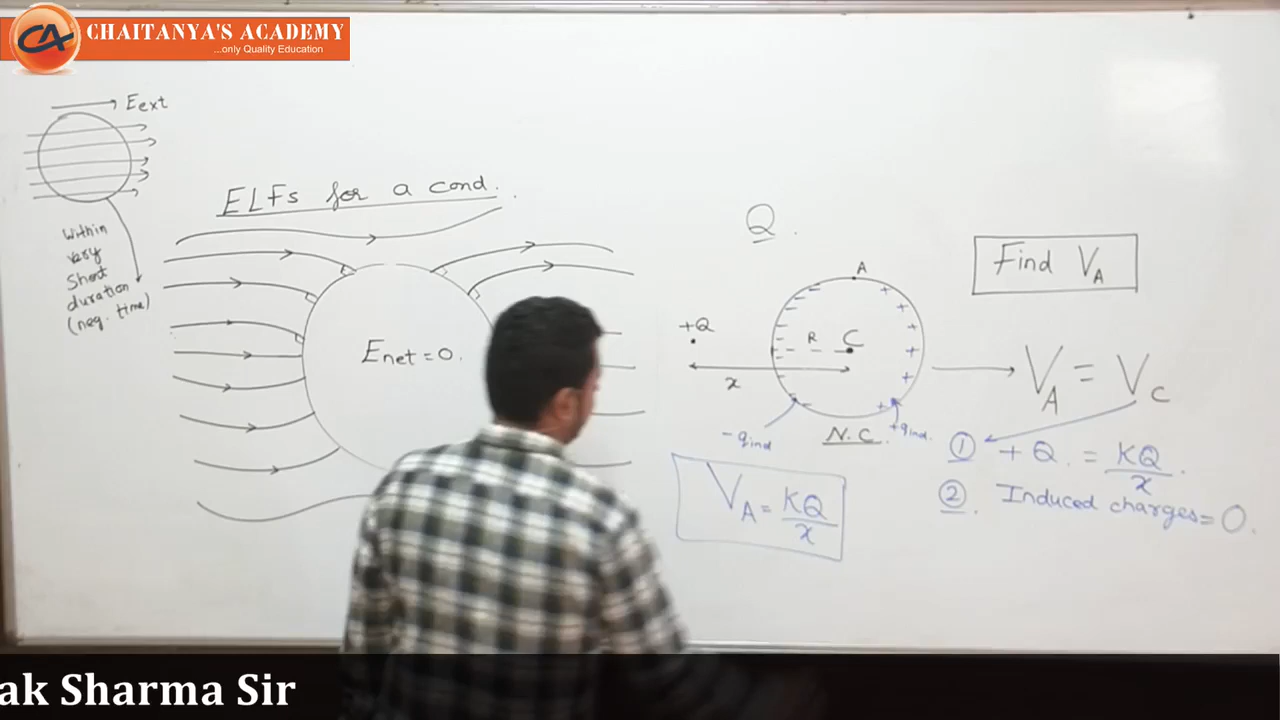 CHAITANYA'S ACADEMY
...only Quality Education
CA
Eext
Within
very
Short
duration
(neg. time)
ELFs for a cond.
Enet = 0.
Q.
Find VA
A
+Q
R
C
x
-qind
+qind.
N.C.
VA = VC
① +Q. = KQ/x.
② Induced charges = 0.
VA = KQ/x
ak Sharma Sir